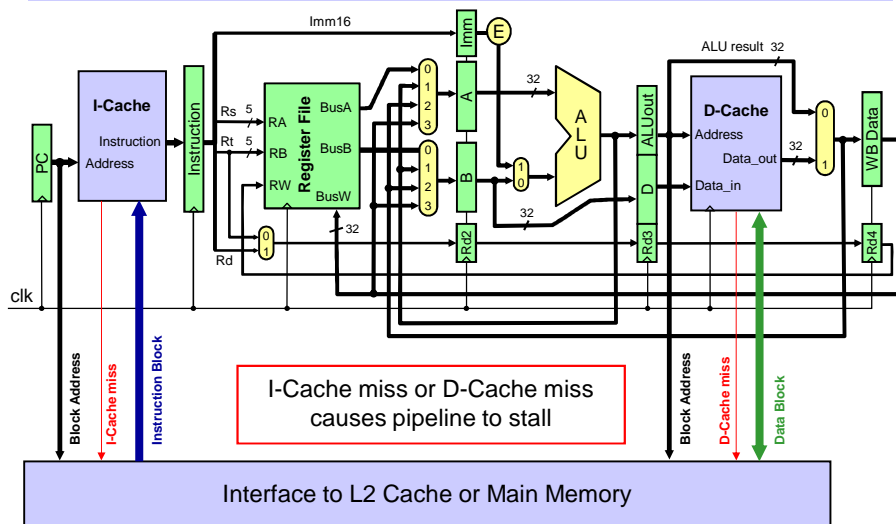 Imm16
Imm
E
ALU result
32
I-Cache
Instruction
Address
PC
Instruction
Rs
5
Rt
5
Rd
Register File
RA
RB
RW
BusA
BusB
BusW
32
0
1
2
3
0
1
2
3
0
1
A
B
32
1
0
32
ALU
ALUout
D
D-Cache
Address
Data_out
Data_in
32
0
1
WB Data
Rd2
Rd3
Rd4
clk
Block Address
I-Cache miss
Instruction Block
I-Cache miss or D-Cache miss
causes pipeline to stall
Block Address
D-Cache miss
Data Block
Interface to L2 Cache or Main Memory